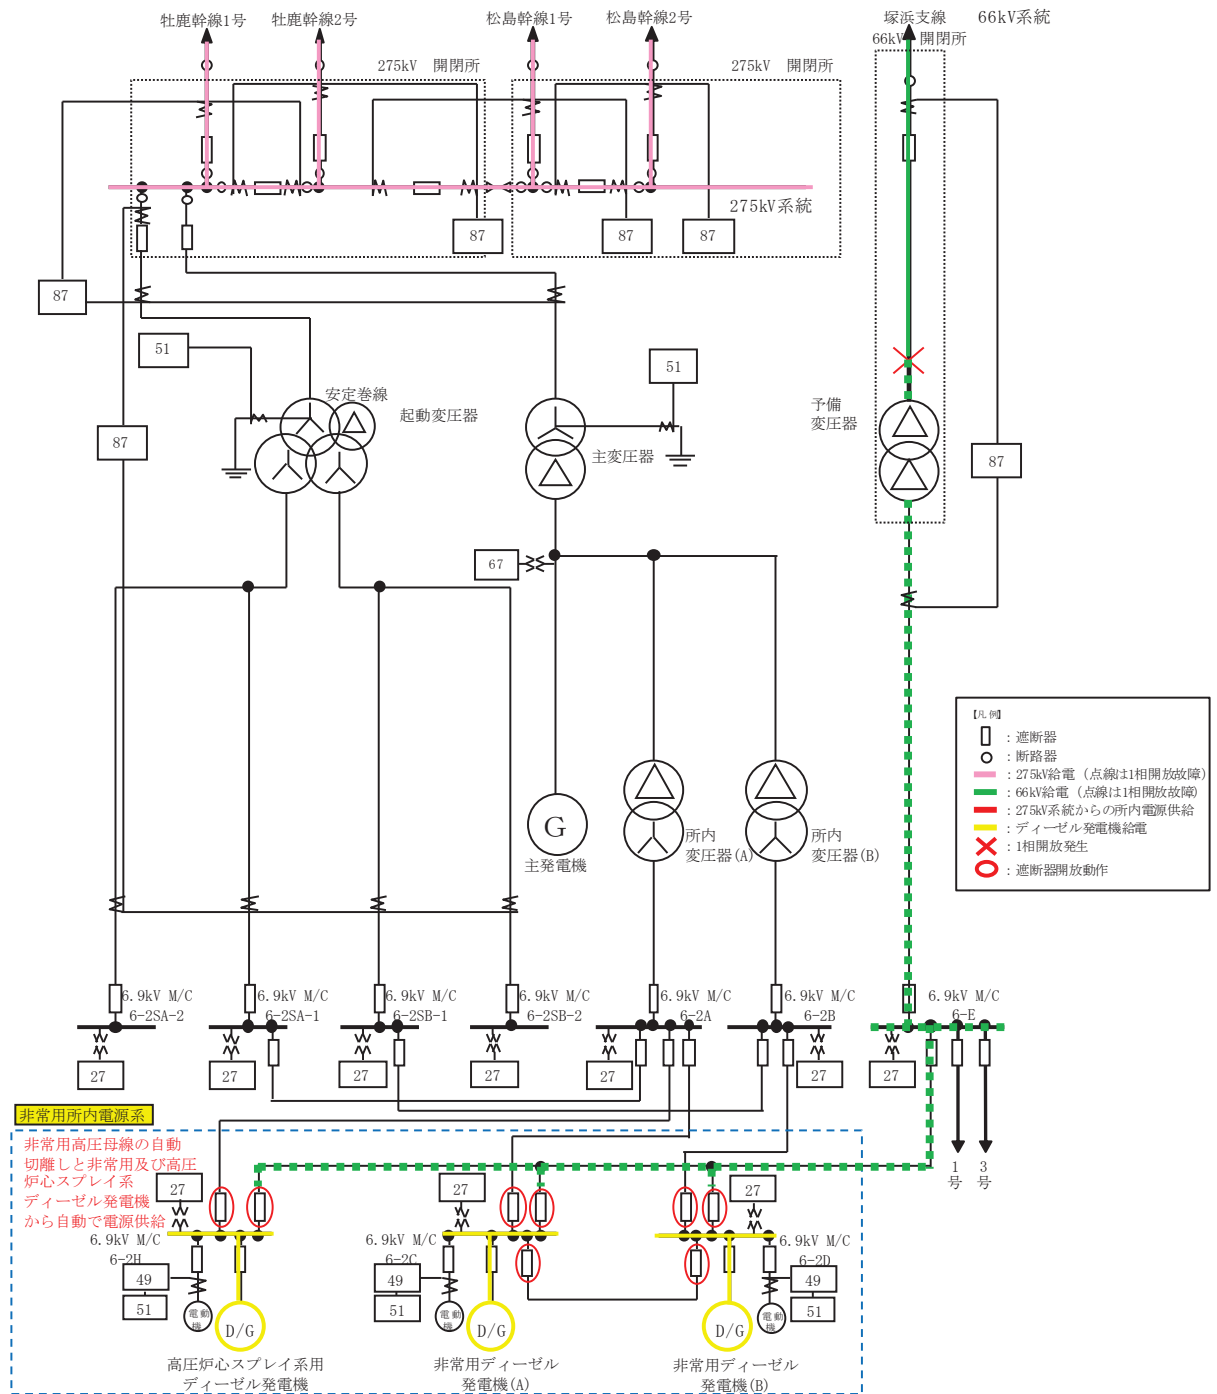 牡鹿幹線1号
牡鹿幹線2号
松島幹線1号
松島幹線2号
塚浜支線
66kV系統
66kV 開閉所
275kV 開閉所
275kV 開閉所
275kV系統
87
87
87
87
51
51
安定巻線
起動変圧器
主変圧器
予備
変圧器
87
87
67
【凡例】
：遮断器
：断路器
：275kV給電（点線は1相開放故障）
：66kV給電（点線は1相開放故障）
：275kV系統からの所内電源供給
：ディーゼル発電機給電
：1相開放発生
：遮断器開放動作
G
主発電機
所内
変圧器(A)
所内
変圧器(B)
6.9kV M/C
6-2SA-2
6.9kV M/C
6-2SA-1
6.9kV M/C
6-2SB-1
6.9kV M/C
6-2SB-2
6.9kV M/C
6-2A
6.9kV M/C
6-2B
6.9kV M/C
6-E
27
27
27
27
27
27
27
非常用所内電源系
非常用高圧母線の自動
切離しと非常用及び高圧
炉心スプレイ系
ディーゼル発電機
から自動で電源供給
1
号
3
号
27
27
27
6.9kV M/C
6-2H
6.9kV M/C
6-2C
6.9kV M/C
6-2D
49
51
49
51
49
51
電動
機
電動
機
電動
機
D/G
D/G
D/G
高圧炉心スプレイ系用
ディーゼル発電機
非常用ディーゼル
発電機(A)
非常用ディーゼル
発電機(B)